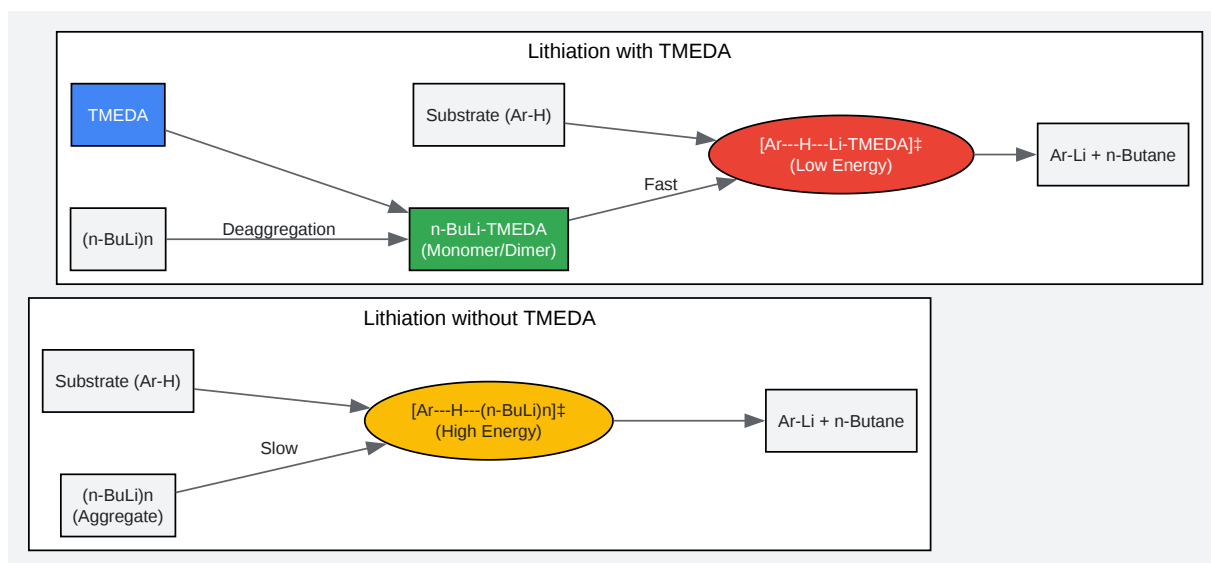 Lithiation with TMEDA
TMEDA
Substrate (Ar-H)
[Ar---H---Li-TMEDA]‡
(Low Energy)
Ar-Li + n-Butane
Fast
(n-BuLi)n
Deaggregation
n-BuLi-TMEDA
(Monomer/Dimer)
Lithiation without TMEDA
Substrate (Ar-H)
[Ar---H---(n-BuLi)n]‡
(High Energy)
Ar-Li + n-Butane
Slow
(n-BuLi)n
(Aggregate)